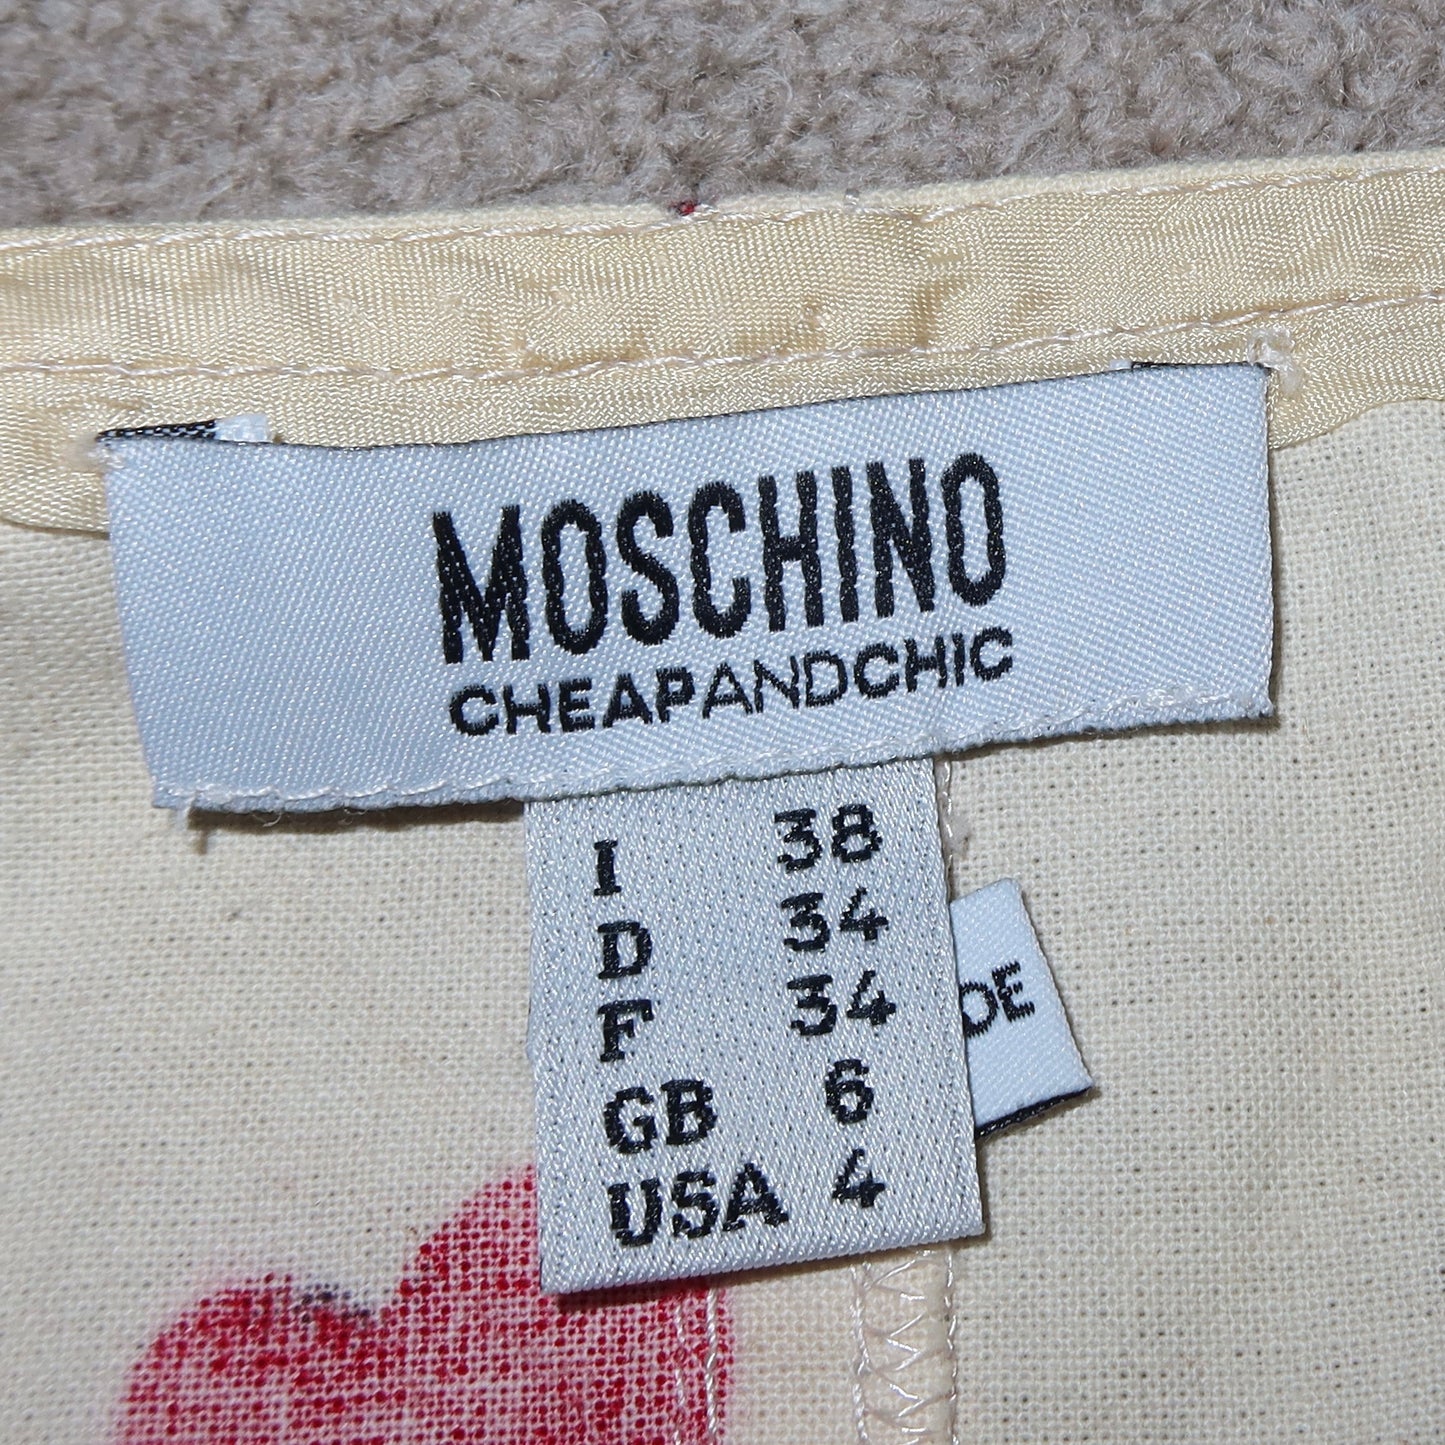 MOSCHINO
CHEAPANDCHIC
I 38
D 34
F 34
GB 6
USA 4